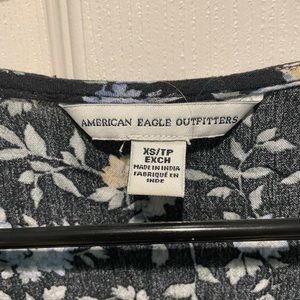 AMERICAN EAGLE OUTFITTERS
XS/TP
EXCH
MADE IN INDIA
FABRIQUÉ EN
INDE